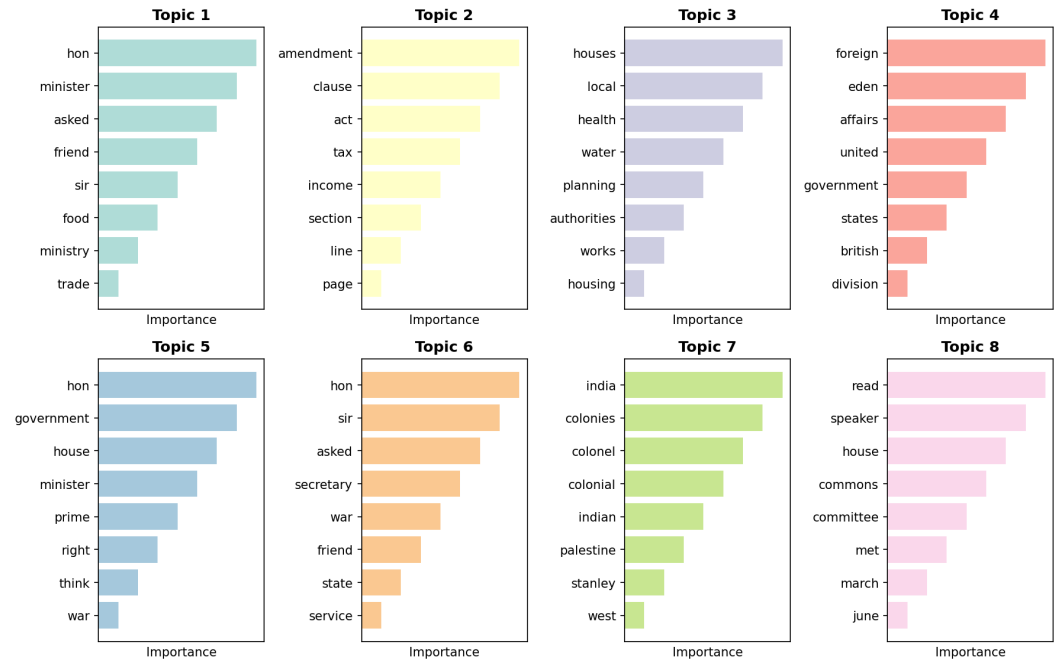 Topic 1
hon
minister
asked
friend
sir
food
ministry
trade
Importance
Topic 2
amendment
clause
act
tax
income
section
line
page
Importance
Topic 3
houses
local
health
water
planning
authorities
works
housing
Importance
Topic 4
foreign
eden
affairs
united
government
states
british
division
Importance
Topic 5
hon
government
house
minister
prime
right
think
war
Importance
Topic 6
hon
sir
asked
secretary
war
friend
state
service
Importance
Topic 7
india
colonies
colonel
colonial
indian
palestine
stanley
west
Importance
Topic 8
read
speaker
house
commons
committee
met
march
june
Importance